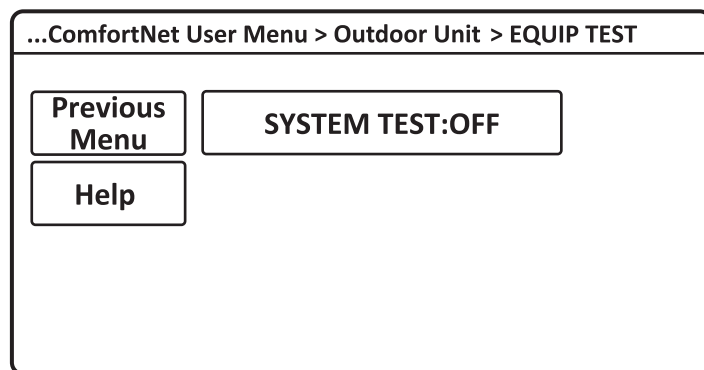 ...ComfortNet User Menu > Outdoor Unit > EQUIP TEST
Previous
Menu
SYSTEM TEST:OFF
Help